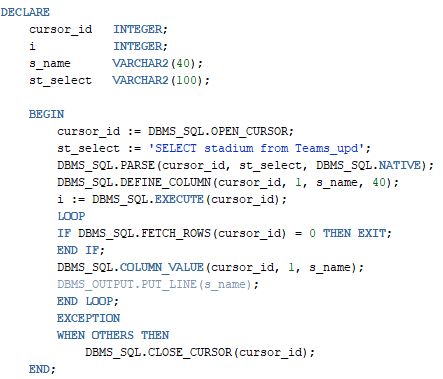 DECLARE
    cursor_id   INTEGER;
    i           INTEGER;
    s_name      VARCHAR2(40);
    st_select   VARCHAR2(100);

    BEGIN
        cursor_id := DBMS_SQL.OPEN_CURSOR;
        st_select := 'SELECT stadium from Teams_upd';
        DBMS_SQL.PARSE(cursor_id, st_select, DBMS_SQL.NATIVE);
        DBMS_SQL.DEFINE_COLUMN(cursor_id, 1, s_name, 40);
        i := DBMS_SQL.EXECUTE(cursor_id);
        LOOP
        IF DBMS_SQL.FETCH_ROWS(cursor_id) = 0 THEN EXIT;
        END IF;
        DBMS_SQL.COLUMN_VALUE(cursor_id, 1, s_name);
        DBMS_OUTPUT.PUT_LINE(s_name);
        END LOOP;
        EXCEPTION
        WHEN OTHERS THEN
            DBMS_SQL.CLOSE_CURSOR(cursor_id);
    END;